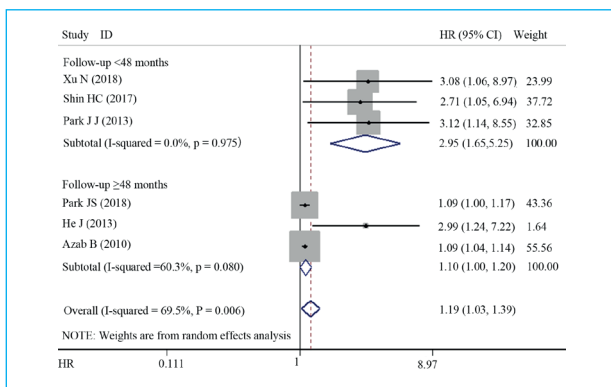 Study ID HR (95% CI) Weight
Follow-up <48 months
Xu N (2018) 3.08 (1.06, 8.97) 23.99
Shin HC (2017) 2.71 (1.05, 6.94) 37.72
Park J J (2013) 3.12 (1.14, 8.55) 32.85
Subtotal (I-squared = 0.0%, p = 0.975) 2.95 (1.65,5.25) 100.00
Follow-up ≥48 months
Park JS (2018) 1.09 (1.00, 1.17) 43.36
He J (2013) 2.99 (1.24, 7.22) 1.64
Azab B (2010) 1.09 (1.04, 1.14) 55.56
Subtotal (I-squared =60.3%, p = 0.080) 1.10 (1.00, 1.20) 100.00
Overall (I-squared = 69.5%, P = 0.006) 1.19 (1.03, 1.39)
NOTE: Weights are from random effects analysis
HR 0.111 1 8.97